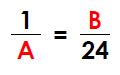 1/A = B/24